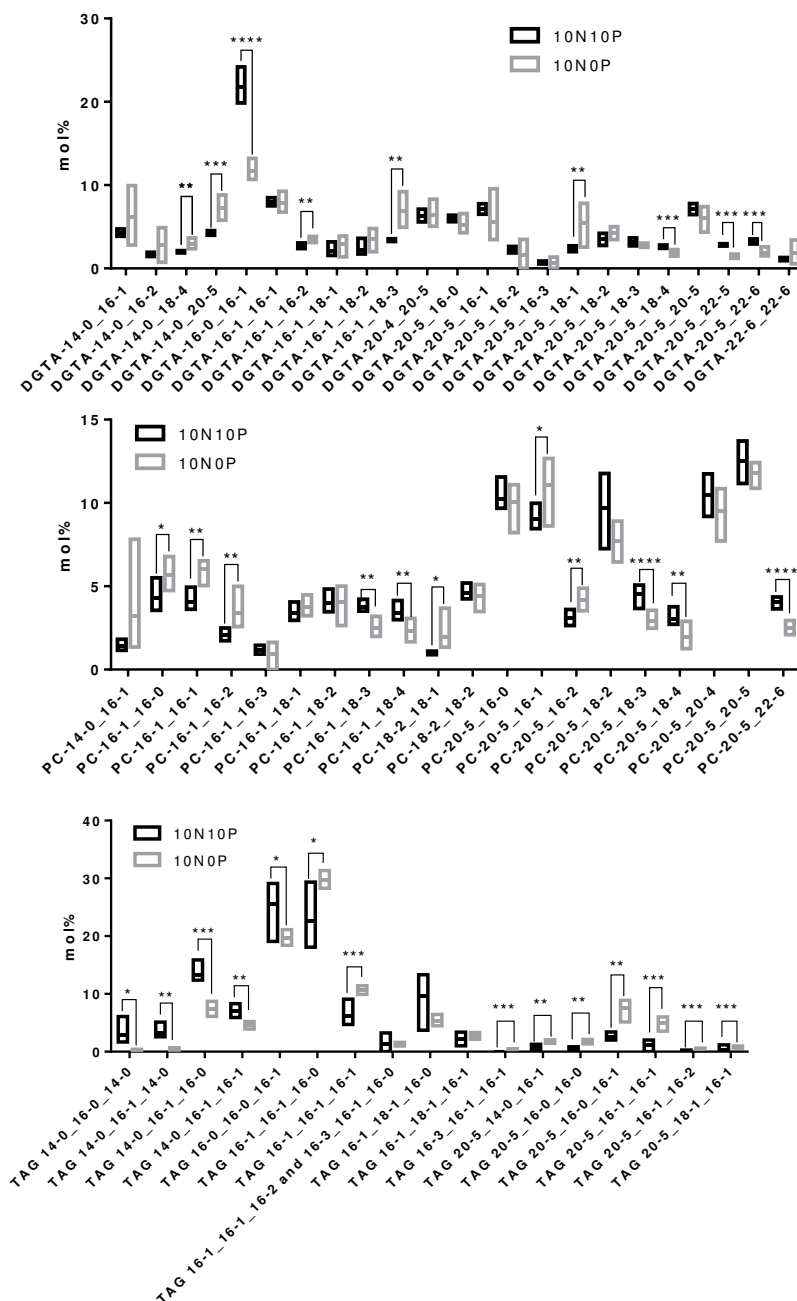 30
20
10
0
mol%
10N10P
10N0P
****
***
**
**
**
**
***
***
***
DGTA-14-0_16-1
DGTA-14-0_16-2
DGTA-14-0_18-4
DGTA-14-0_20-5
DGTA-16-0_16-1
DGTA-16-1_16-1
DGTA-16-1_16-2
DGTA-16-1_18-1
DGTA-16-1_18-2
DGTA-16-1_18-3
DGTA-20-4_20-5
DGTA-20-5_16-0
DGTA-20-5_16-1
DGTA-20-5_16-2
DGTA-20-5_16-3
DGTA-20-5_18-1
DGTA-20-5_18-2
DGTA-20-5_18-3
DGTA-20-5_18-4
DGTA-20-5_20-5
DGTA-20-5_22-5
DGTA-20-5_22-6
DGTA-22-6_22-6
15
10
5
0
mol%
10N10P
10N0P
*
**
**
**
**
*
*
**
****
**
****
PC-14-0_16-1
PC-16-1_16-0
PC-16-1_16-1
PC-16-1_16-2
PC-16-1_16-3
PC-16-1_18-1
PC-16-1_18-2
PC-16-1_18-3
PC-16-1_18-4
PC-18-2_18-1
PC-18-2_18-2
PC-20-5_16-0
PC-20-5_16-1
PC-20-5_16-2
PC-20-5_18-2
PC-20-5_18-3
PC-20-5_18-4
PC-20-5_20-4
PC-20-5_20-5
PC-20-5_22-6
40
30
20
10
0
mol%
10N10P
10N0P
*
**
***
**
*
*
***
***
**
**
**
***
***
***
TAG 14-0_16-0_14-0
TAG 14-0_16-1_14-0
TAG 14-0_16-1_16-0
TAG 14-0_16-1_16-1
TAG 16-0_16-0_16-1
TAG 16-1_16-1_16-0
TAG 16-1_16-1_16-1
TAG 16-1_16-1_16-2 and 16-3_16-1_16-0
TAG 16-1_18-1_16-0
TAG 16-1_18-1_16-1
TAG 16-3_16-1_16-1
TAG 20-5_14-0_16-1
TAG 20-5_16-0_16-0
TAG 20-5_16-0_16-1
TAG 20-5_16-1_16-1
TAG 20-5_16-1_16-2
TAG 20-5_18-1_16-1